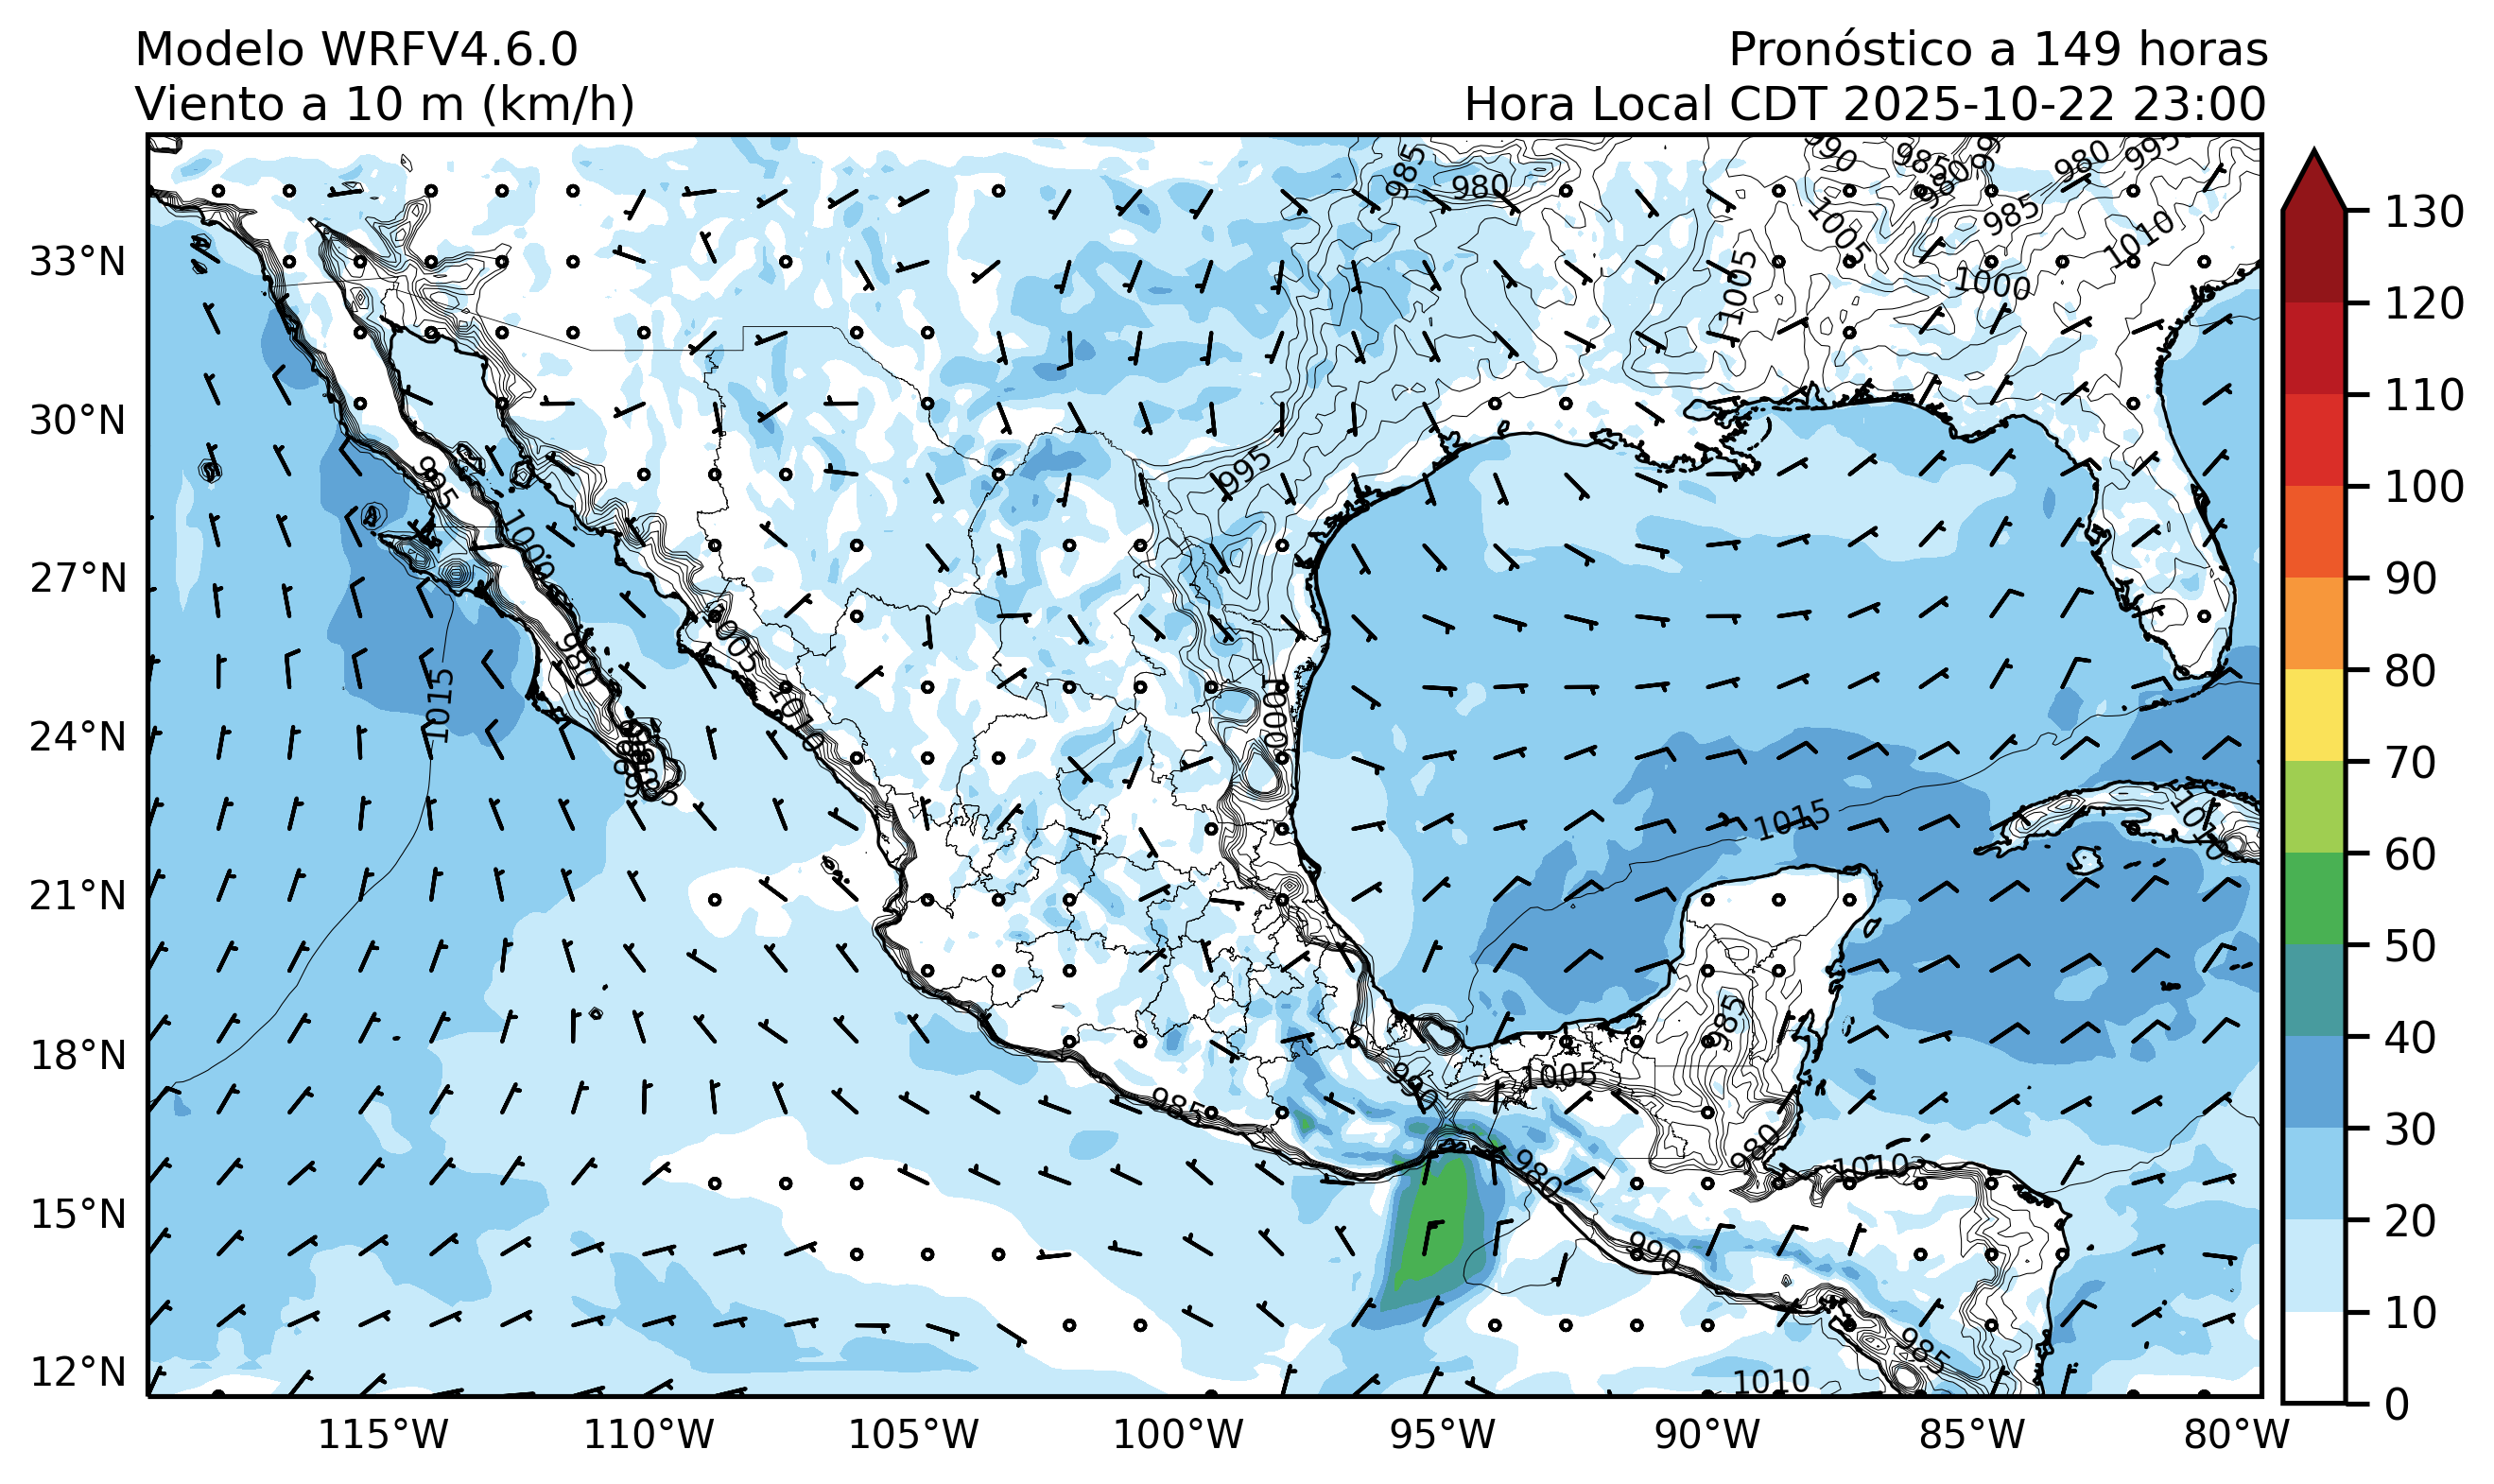 Modelo WRFV4.6.0
Viento a 10 m (km/h)
Pronóstico a 149 horas
Hora Local CDT 2025-10-22 23:00
33°N
30°N
27°N
24°N
21°N
18°N
15°N
12°N
115°W
110°W
105°W
100°W
95°W
90°W
85°W
80°W
130
120
110
100
90
80
70
60
50
40
30
20
10
0
985
980
990
985
980
980
995
985
1005
1010
1000
1005
995
995
1005
980
1010
1015
1000
1015
1010
985
990
1005
985
980
1010
980
990
985
1010